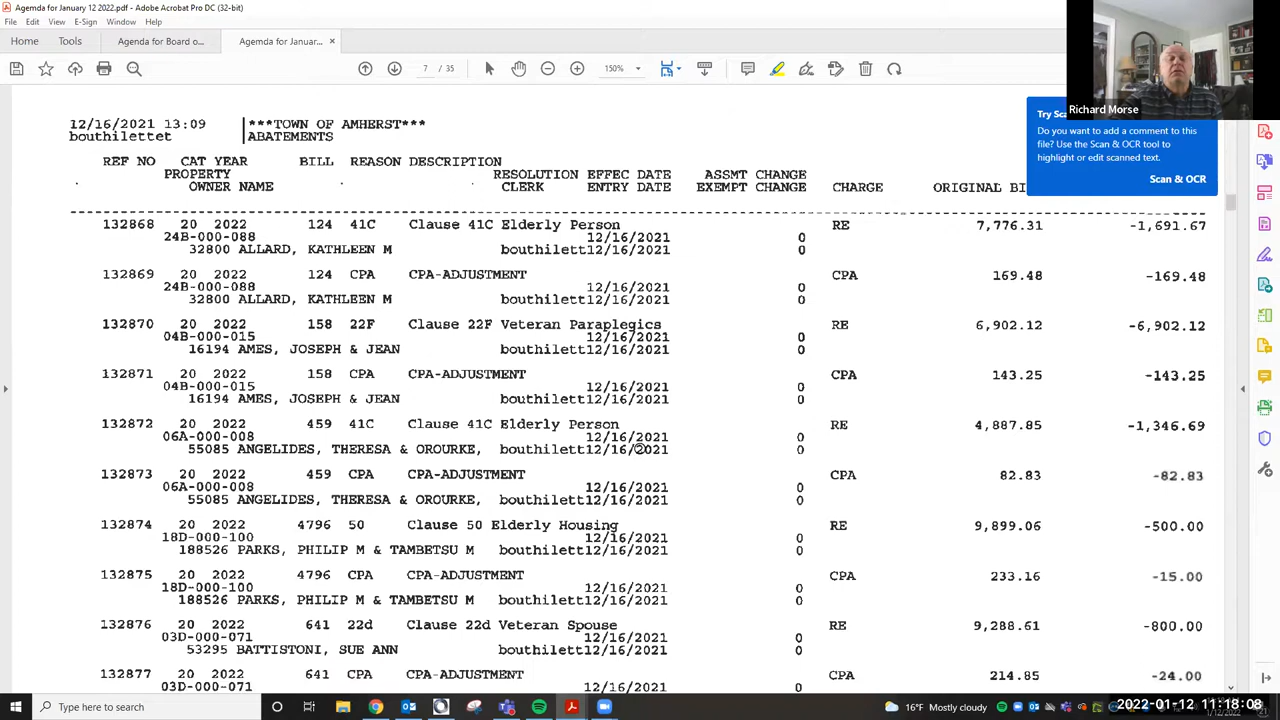 Agemda for January 12 2022.pdf - Adobe Acrobat Pro DC (32-bit)
File Edit View E-Sign Window Help
Home Tools Agemda for Board o... Agemda for Januar... ×
7 / 35 150%
Richard Morse
Try Sca
Do you want to add a comment to this
file? Use the Scan & OCR tool to
highlight or edit scanned text.
Scan & OCR
12/16/2021 13:09 ***TOWN OF AMHERST***
bouthilettet ABATEMENTS
REF NO CAT YEAR BILL REASON DESCRIPTION
PROPERTY RESOLUTION EFFEC DATE ASSMT CHANGE
OWNER NAME CLERK ENTRY DATE EXEMPT CHANGE CHARGE ORIGINAL BI
132868 20 2022 124 41C Clause 41C Elderly Person RE 7,776.31 -1,691.67
24B-000-088 12/16/2021 0
32800 ALLARD, KATHLEEN M bouthilett12/16/2021 0
132869 20 2022 124 CPA CPA-ADJUSTMENT CPA 169.48 -169.48
24B-000-088 12/16/2021 0
32800 ALLARD, KATHLEEN M bouthilett12/16/2021 0
132870 20 2022 158 22F Clause 22F Veteran Paraplegics RE 6,902.12 -6,902.12
04B-000-015 12/16/2021 0
16194 AMES, JOSEPH & JEAN bouthilett12/16/2021 0
132871 20 2022 158 CPA CPA-ADJUSTMENT CPA 143.25 -143.25
04B-000-015 12/16/2021 0
16194 AMES, JOSEPH & JEAN bouthilett12/16/2021 0
132872 20 2022 459 41C Clause 41C Elderly Person RE 4,887.85 -1,346.69
06A-000-008 12/16/2021 0
55085 ANGELIDES, THERESA & OROURKE, bouthilett12/16/2021 0
132873 20 2022 459 CPA CPA-ADJUSTMENT CPA 82.83 -82.83
06A-000-008 12/16/2021 0
55085 ANGELIDES, THERESA & OROURKE, bouthilett12/16/2021 0
132874 20 2022 4796 50 Clause 50 Elderly Housing RE 9,899.06 -500.00
18D-000-100 12/16/2021 0
188526 PARKS, PHILIP M & TAMBETSU M bouthilett12/16/2021 0
132875 20 2022 4796 CPA CPA-ADJUSTMENT CPA 233.16 -15.00
18D-000-100 12/16/2021 0
188526 PARKS, PHILIP M & TAMBETSU M bouthilett12/16/2021 0
132876 20 2022 641 22d Clause 22d Veteran Spouse RE 9,288.61 -800.00
03D-000-071 12/16/2021 0
53295 BATTISTONI, SUE ANN bouthilett12/16/2021 0
132877 20 2022 641 CPA CPA-ADJUSTMENT CPA 214.85 -24.00
03D-000-071 12/16/2021 0
Type here to search 16°F Mostly cloudy 2022-01-12 11:18:08